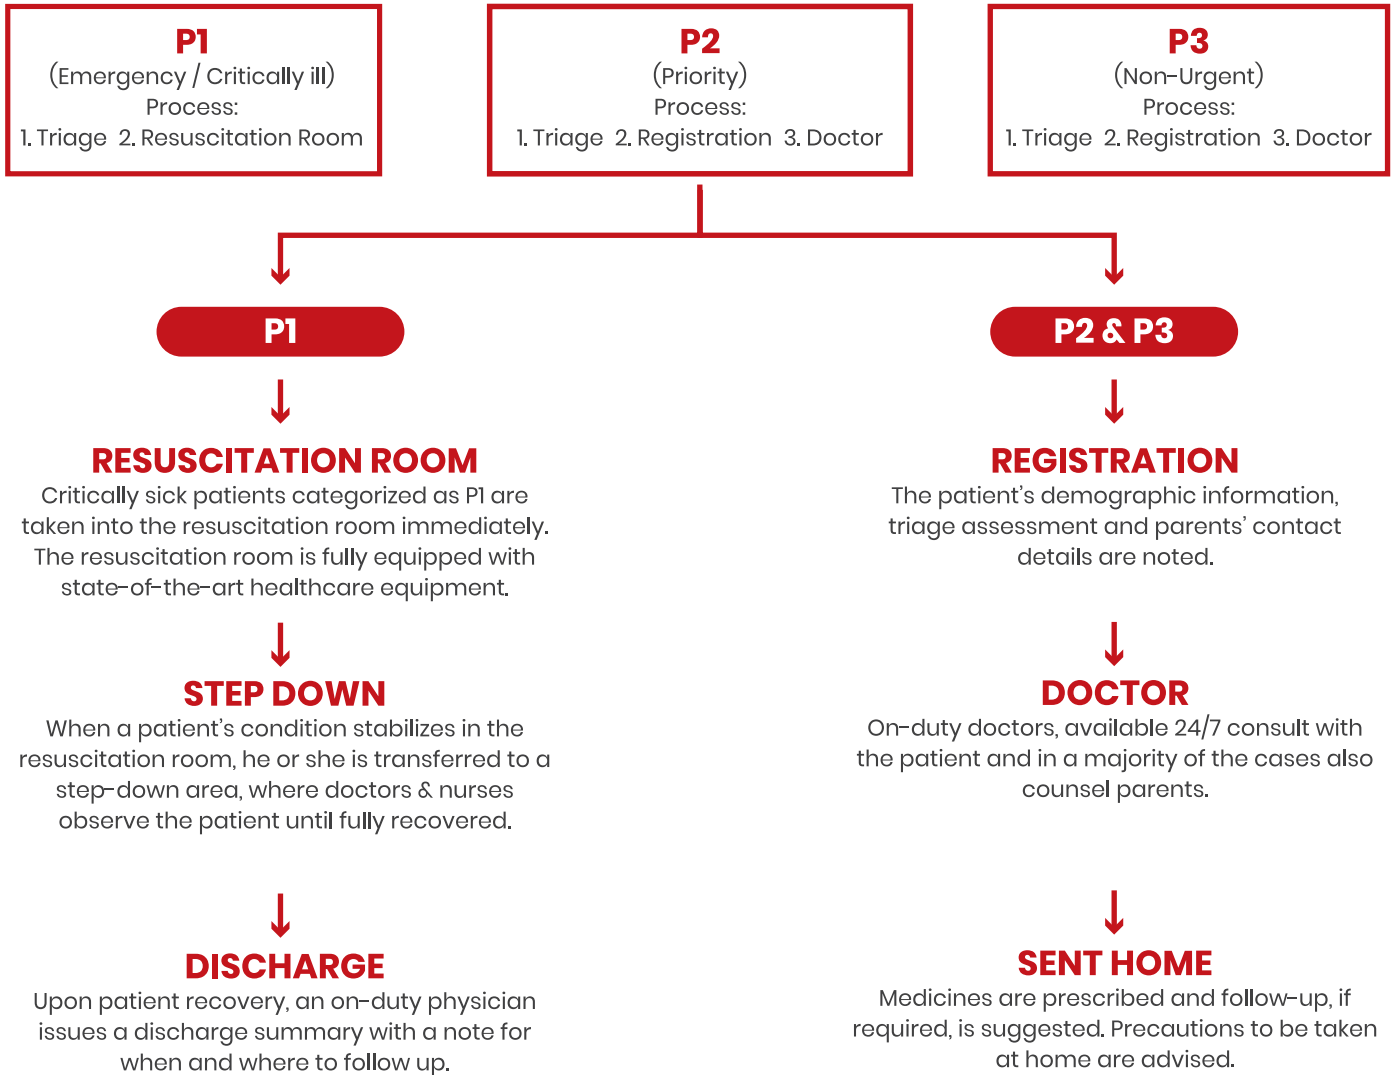 P1
(Emergency / Critically ill)
Process:
1. Triage 2. Resuscitation Room
P2
(Priority)
Process:
1. Triage 2. Registration 3. Doctor
P3
(Non-Urgent)
Process:
1. Triage 2. Registration 3. Doctor
P1
RESUSCITATION ROOM
Critically sick patients categorized as P1 are
taken into the resuscitation room immediately.
The resuscitation room is fully equipped with
state-of-the-art healthcare equipment.
STEP DOWN
When a patient’s condition stabilizes in the
resuscitation room, he or she is transferred to a
step-down area, where doctors & nurses
observe the patient until fully recovered.
DISCHARGE
Upon patient recovery, an on-duty physician
issues a discharge summary with a note for
when and where to follow up.
P2 & P3
REGISTRATION
The patient’s demographic information,
triage assessment and parents’ contact
details are noted.
DOCTOR
On-duty doctors, available 24/7 consult with
the patient and in a majority of the cases also
counsel parents.
SENT HOME
Medicines are prescribed and follow-up, if
required, is suggested. Precautions to be taken
at home are advised.